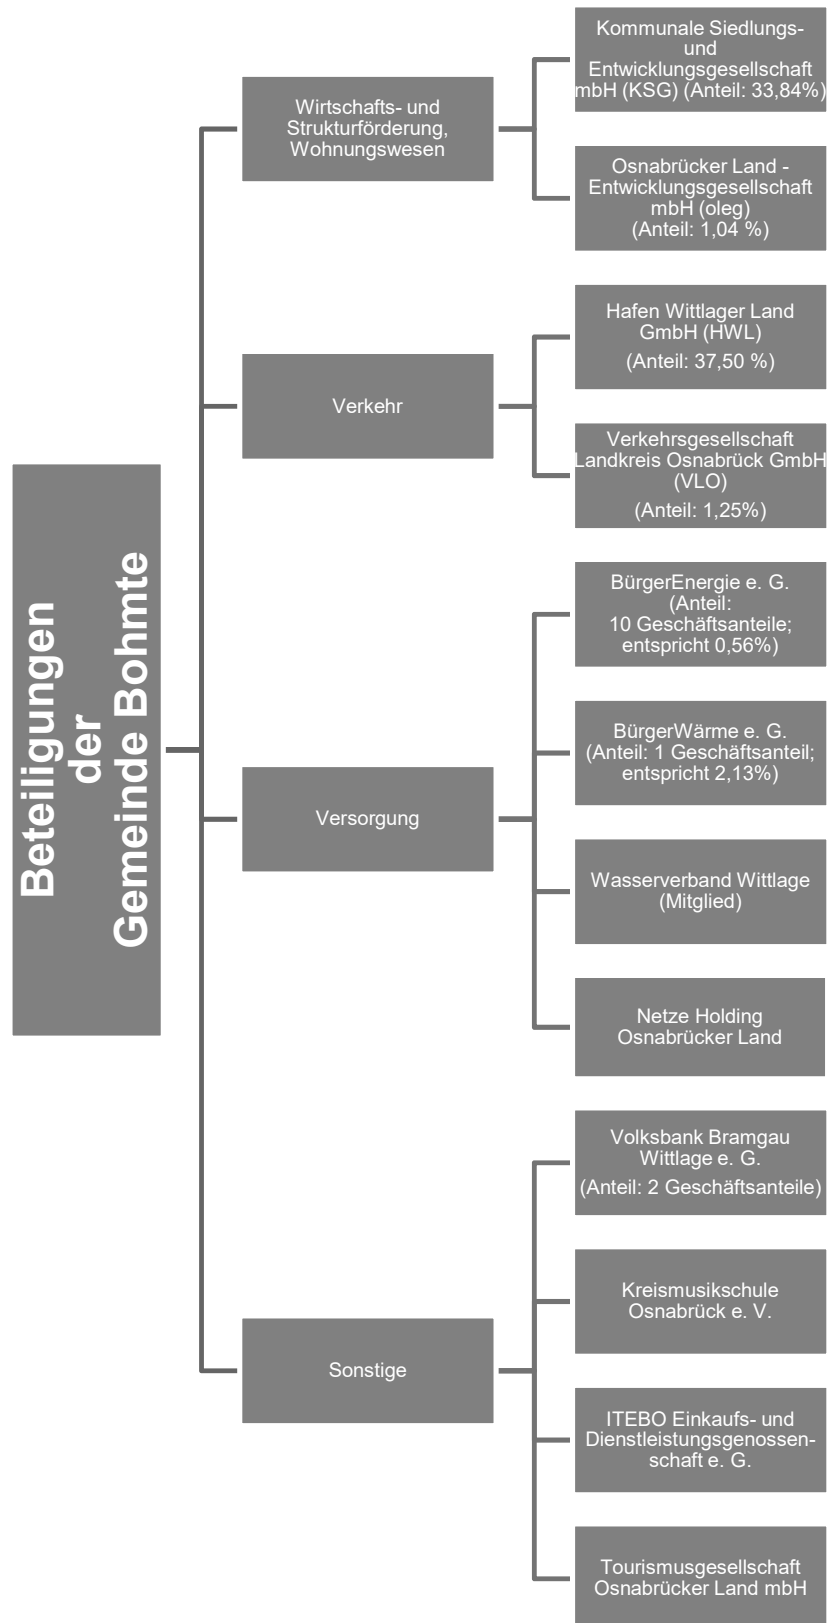 Beteiligungen
der
Gemeinde Bohmte
Wirtschafts- und
Strukturförderung,
Wohnungswesen
Kommunale Siedlungs-
und
Entwicklungsgesellschaft
mbH (KSG) (Anteil: 33,84%)
Osnabrücker Land -
Entwicklungsgesellschaft
mbH (oleg)
(Anteil: 1,04 %)
Verkehr
Hafen Wittlager Land
GmbH (HWL)
(Anteil: 37,50 %)
Verkehrsgesellschaft
Landkreis Osnabrück GmbH
(VLO)
(Anteil: 1,25%)
Versorgung
BürgerEnergie e. G.
(Anteil:
10 Geschäftsanteile;
entspricht 0,56%)
BürgerWärme e. G.
(Anteil: 1 Geschäftsanteil;
entspricht 2,13%)
Wasserverband Wittlage
(Mitglied)
Netze Holding
Osnabrücker Land
Sonstige
Volksbank Bramgau
Wittlage e. G.
(Anteil: 2 Geschäftsanteile)
Kreismusikschule
Osnabrück e. V.
ITEBO Einkaufs- und
Dienstleistungsgenossen-
schaft e. G.
Tourismusgesellschaft
Osnabrücker Land mbH